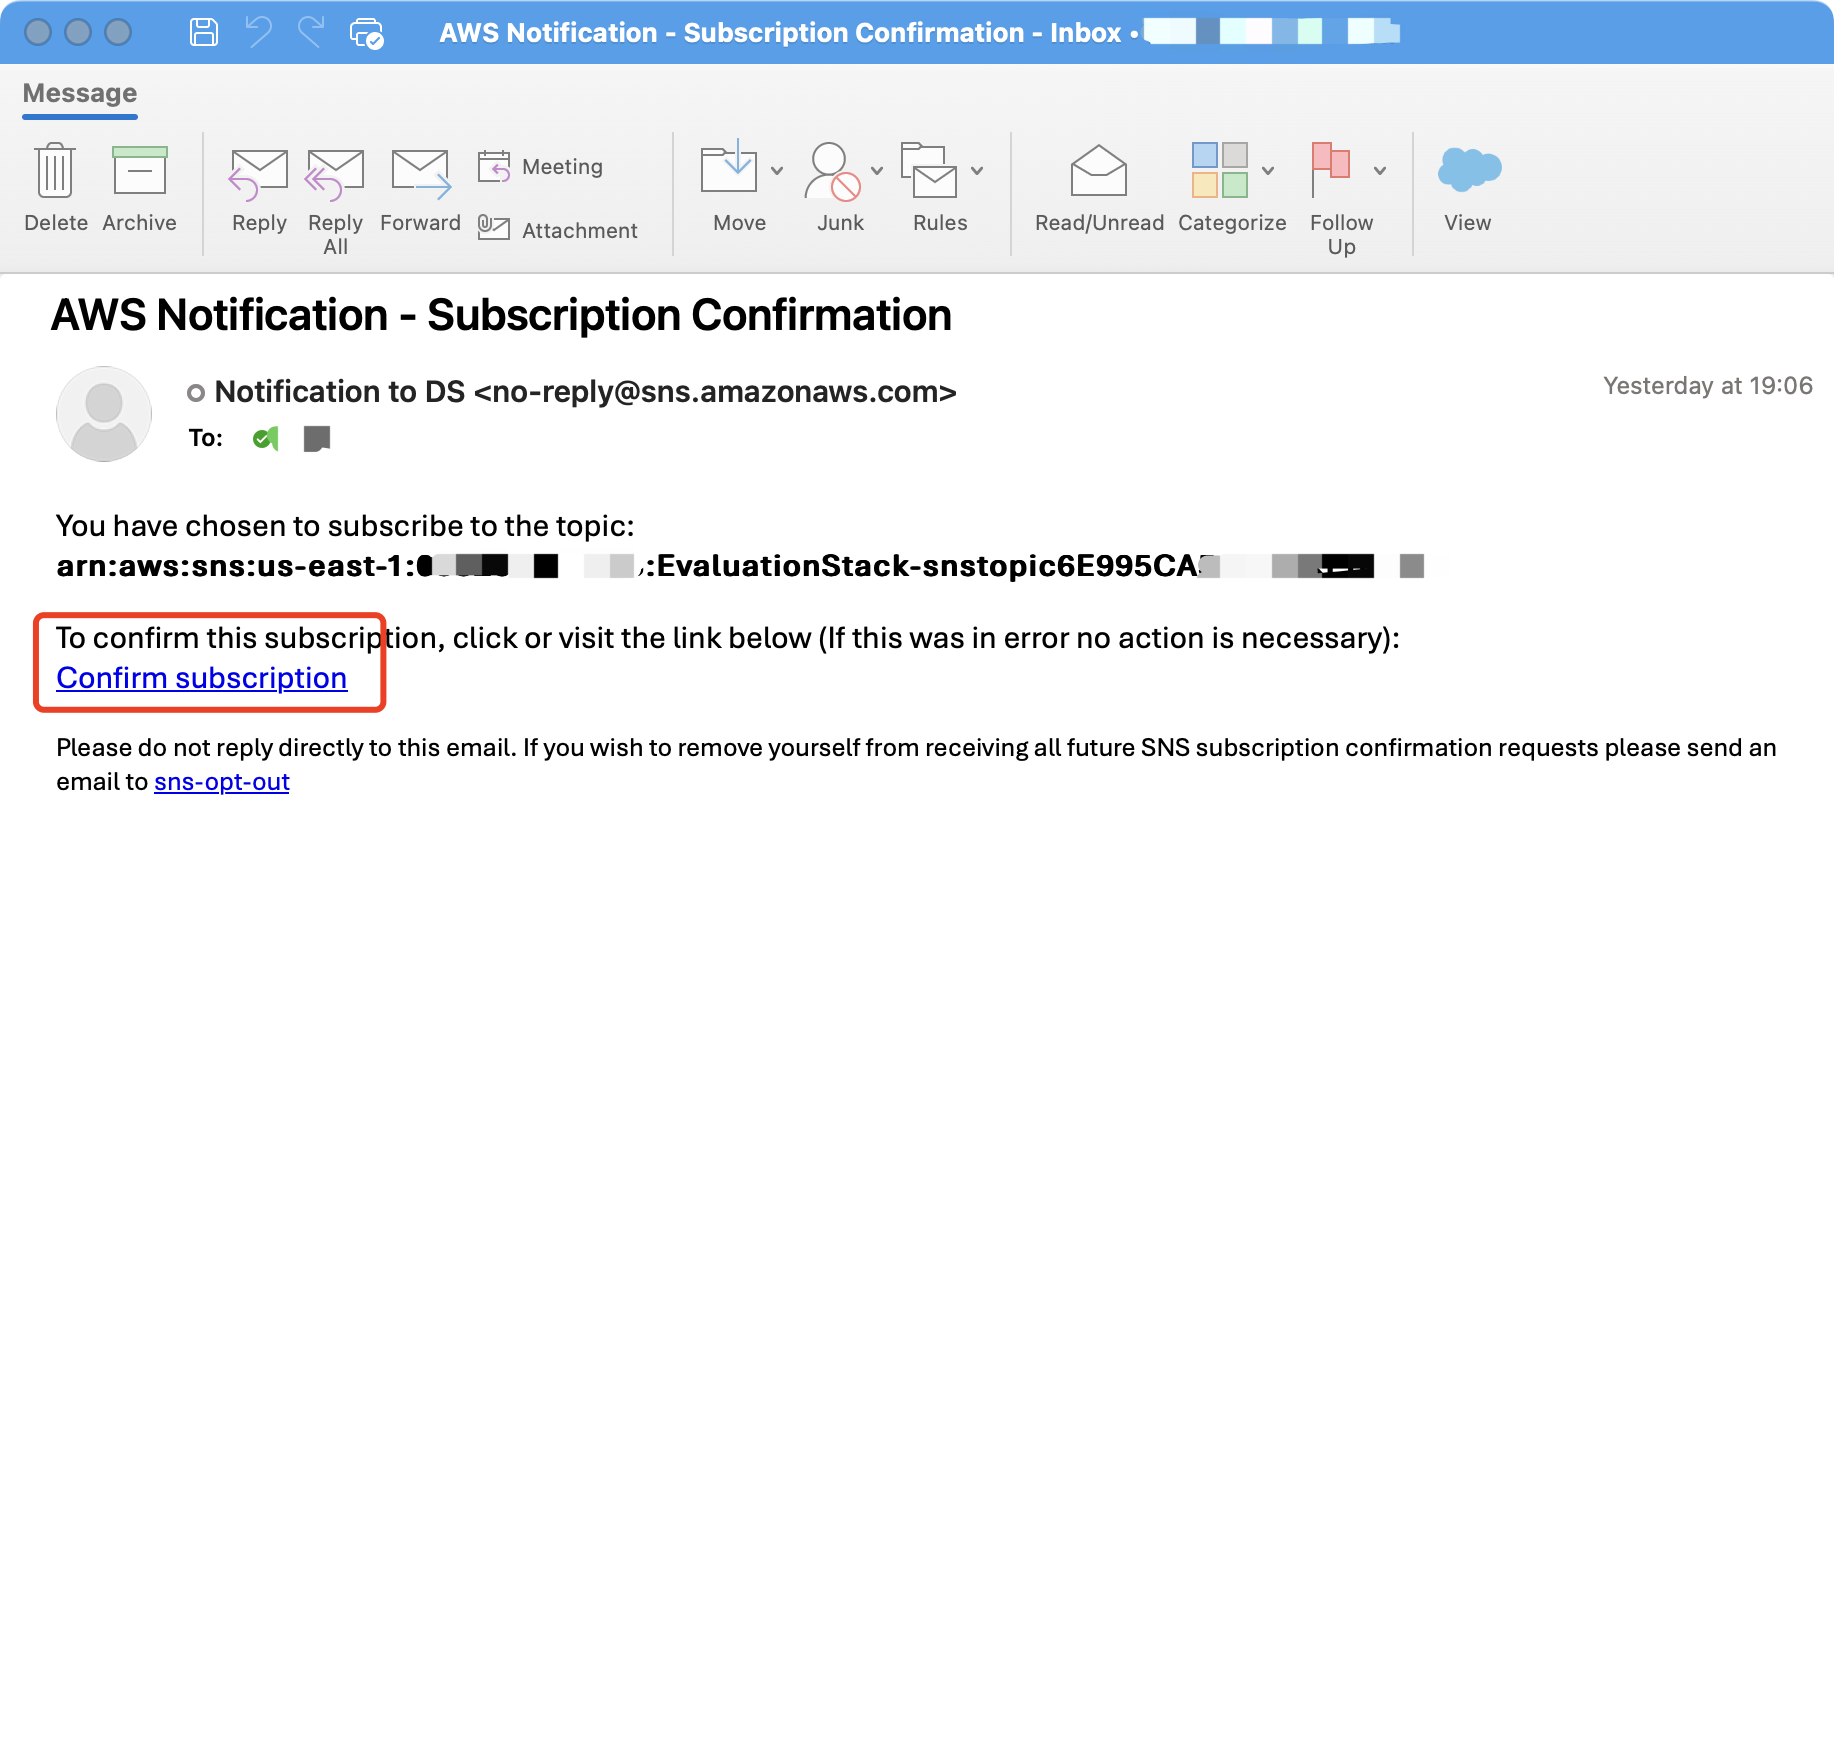 AWS Notification - Subscription Confirmation - Inbox •
Message
Delete
Archive
Reply
Reply All
Forward
Meeting
Attachment
Move
Junk
Rules
Read/Unread
Categorize
Follow Up
View
AWS Notification - Subscription Confirmation
Notification to DS <no-reply@sns.amazonaws.com>
Yesterday at 19:06
To:
You have chosen to subscribe to the topic:
arn:aws:sns:us-east-1: :EvaluationStack-snstopic6E995CA
To confirm this subscription, click or visit the link below (If this was in error no action is necessary):
Confirm subscription
Please do not reply directly to this email. If you wish to remove yourself from receiving all future SNS subscription confirmation requests please send an
email to sns-opt-out